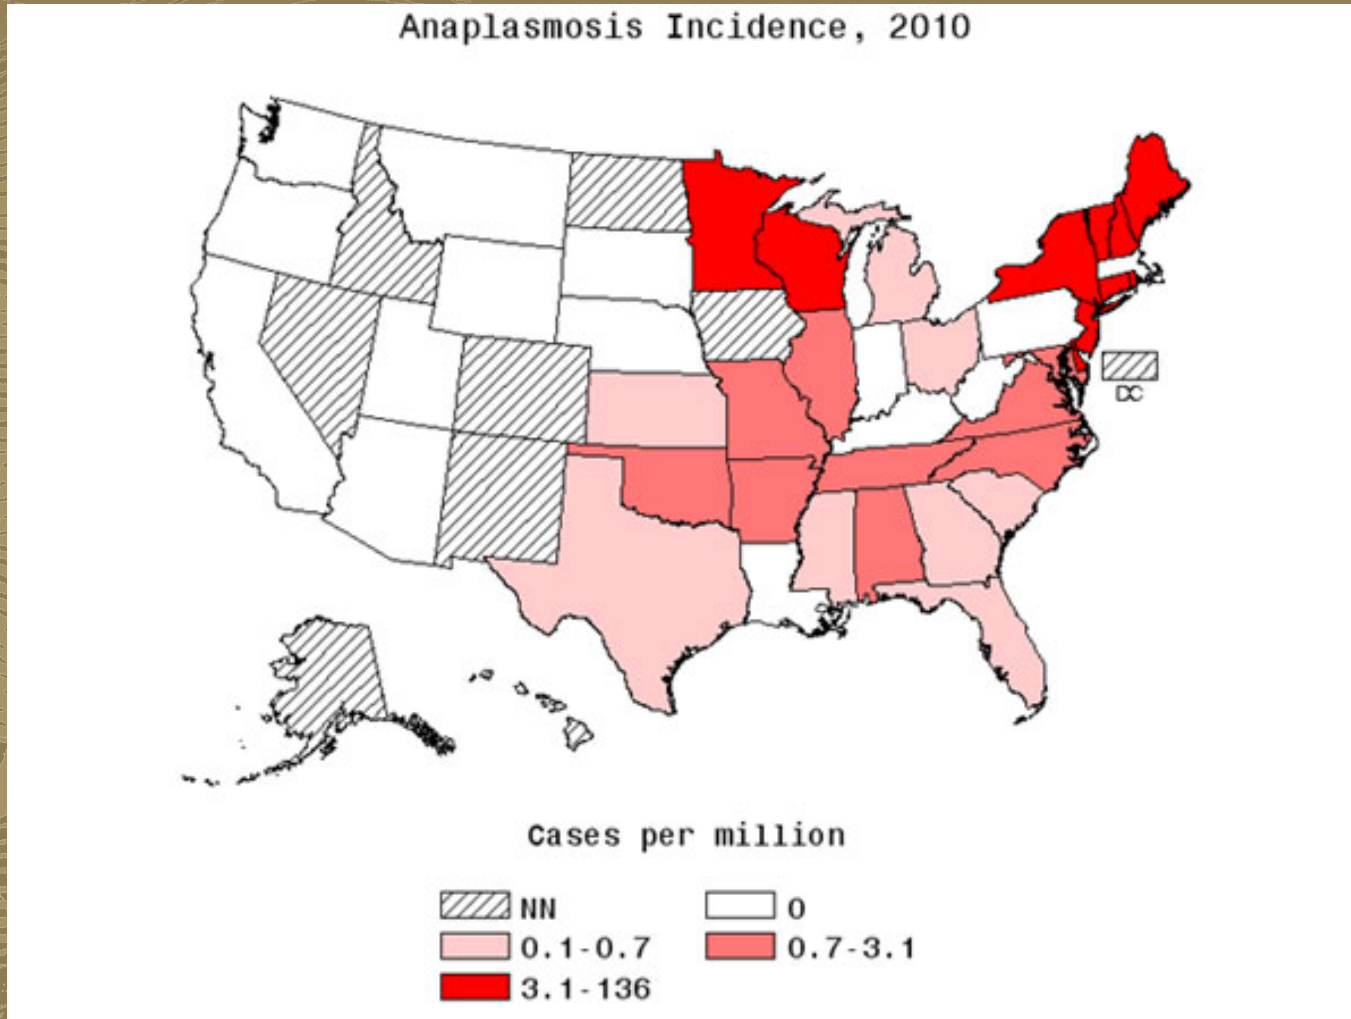 Anaplasmosis Incidence, 2010
DC
Cases per million
NN
0
0.1-0.7
0.7-3.1
3.1-136